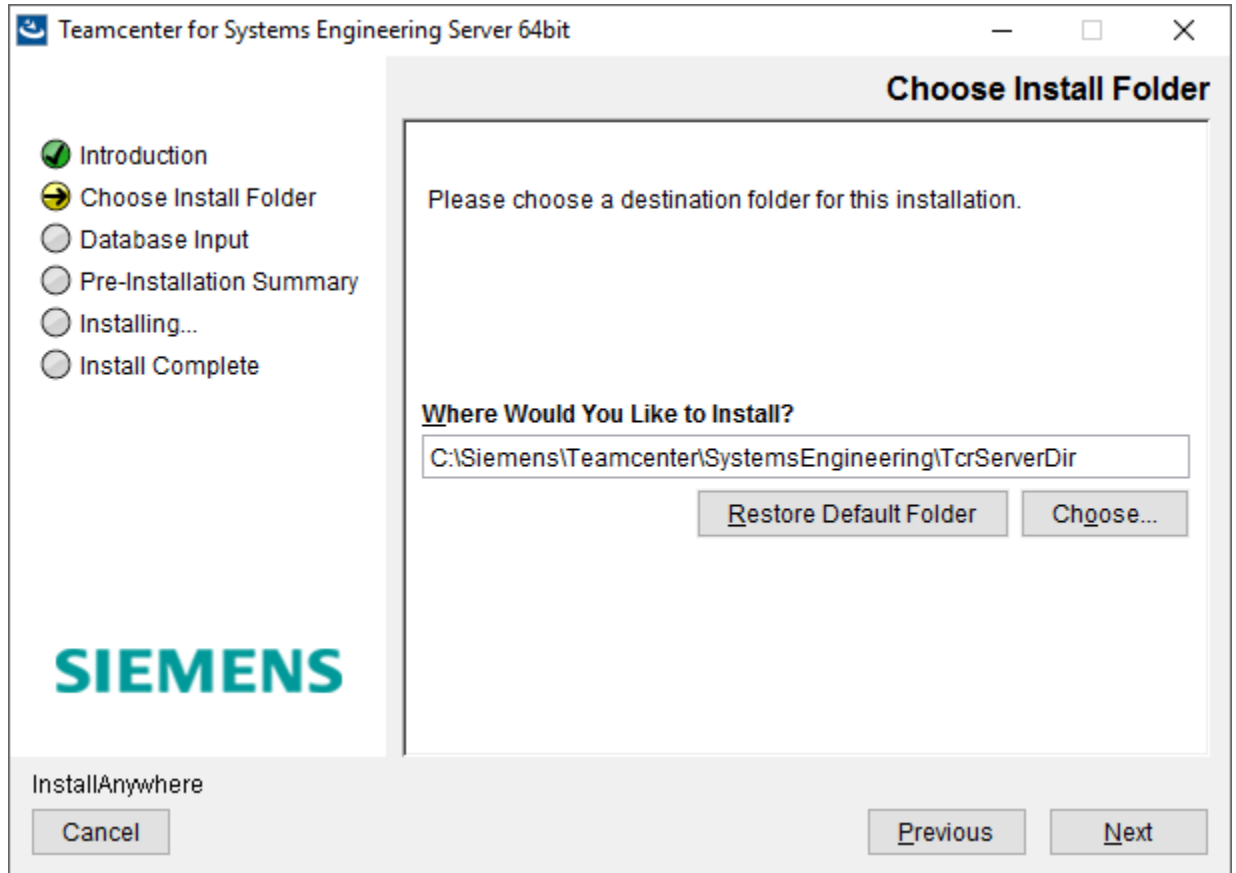 Teamcenter for Systems Engineering Server 64bit
Choose Install Folder
Introduction
Choose Install Folder
Database Input
Pre-Installation Summary
Installing...
Install Complete
Please choose a destination folder for this installation.
Where Would You Like to Install?
C:\Siemens\Teamcenter\SystemsEngineering\TcrServerDir
Restore Default Folder
Choose...
SIEMENS
InstallAnywhere
Cancel
Previous
Next